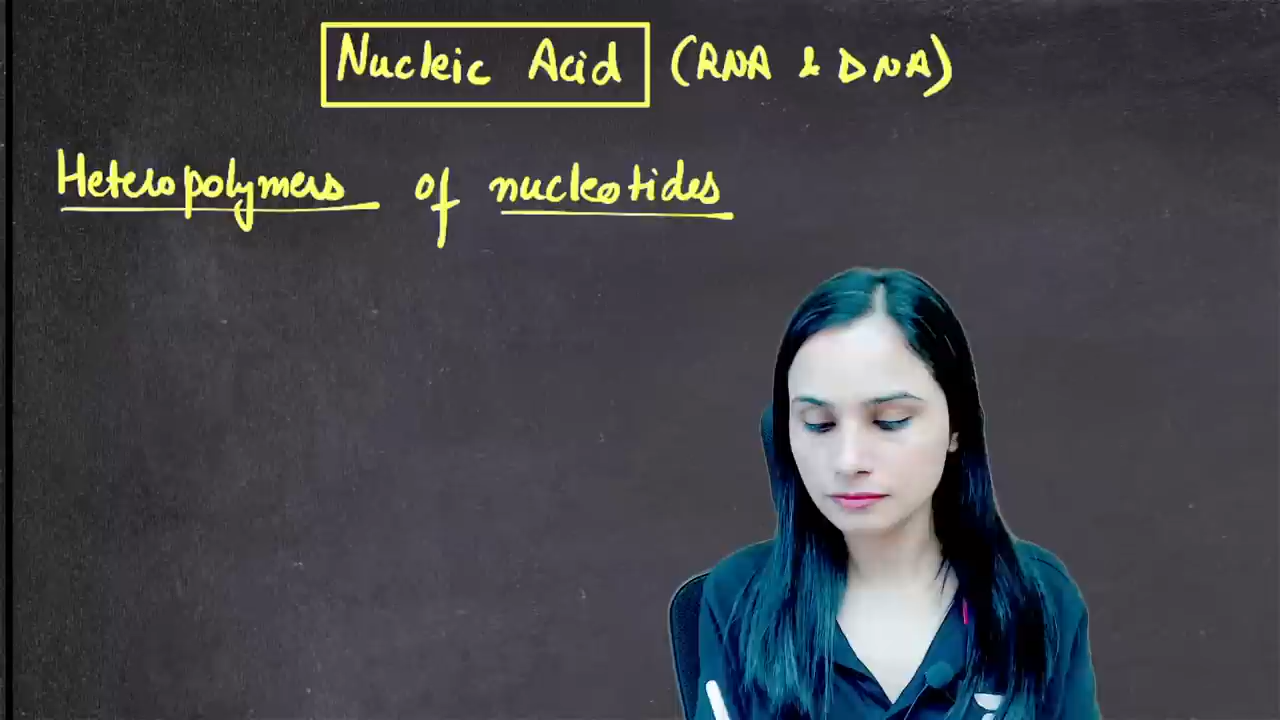 Nucleic Acid (RNA & DNA)
Heteropolymers of nucleotides